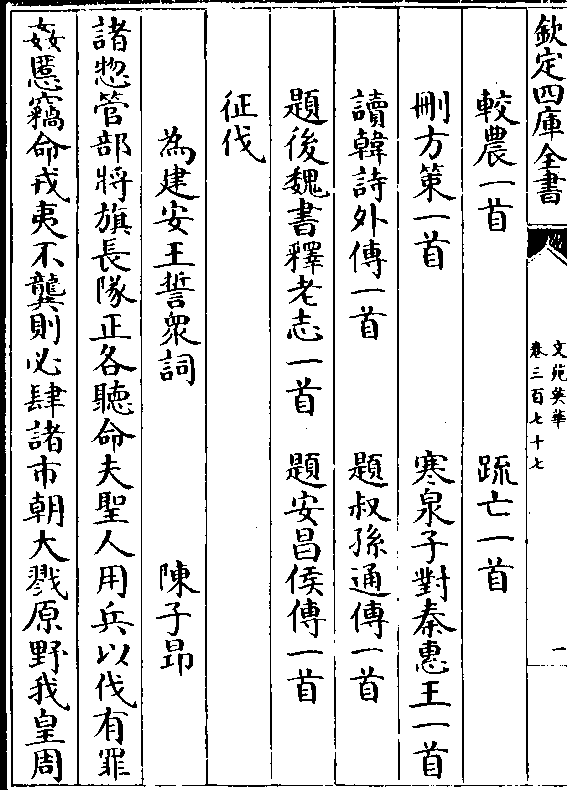 欽定四庫全書
文苑英華
卷三百七十七
一
較農一首 䟽亡一首
刪方策一首 寒泉子對秦惠王一首
讀韓詩外傳一首 題叔孫通傳一首
題後魏書釋老志一首 題安昌侯傳一首
征伐
為建安王誓衆詞 陳子昂
諸惣管部將旗長隊正各聽命夫聖人用兵以伐有罪
姦慝竊命戎夷不龔則必肆諸市朝大戮原野我皇周